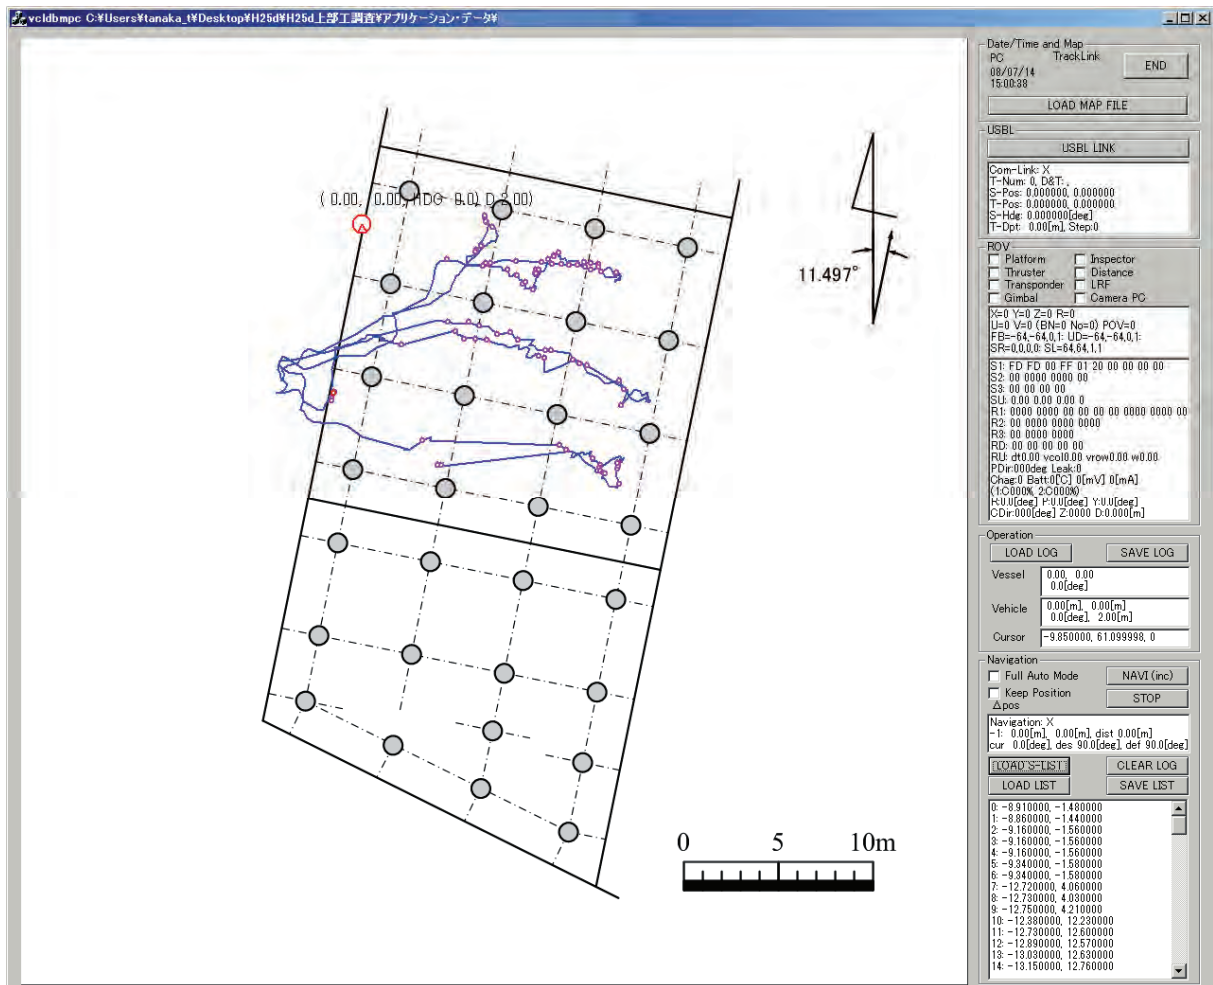 vcldbmpc C:¥Users¥tanaka_t¥Desktop¥H25d¥H25d上部工調査¥アプリケーション・データ¥
( 0.00, 0.00, HDG 0.0) D 2.00)
11.497°
0 5 10m
Date/Time and Map
PC TrackLink
08/07/14
15:00:38
END
LOAD MAP FILE
USBL
USBL LINK
Com-Link: X
T-Num: 0, D&T: ,
S-Pos: 0.000000, 0.000000
T-Pos: 0.000000, 0.000000
S-Hdg: 0.000000[deg]
T-Dpt: 0.00[m], Step:0
ROV
Platform Inspector
Thruster Distance
Transponder LRF
Gimbal Camera PC
X=0 Y=0 Z=0 R=0
U=0 V=0 (BN=0 No=0) POV=0
FB=-64,-64,0,1: UD=-64,-64,0,1:
SR=0,0,0,0: SL=64,64,1,1
S1: FD FD 00 FF 01 20 00 00 00 00
S2: 00 0000 0000 00
S3: 00 00 00 00
SU: 0.00 0.00 0.00 0
R1: 0000 0000 00 00 00 00 0000 0000 00
R2: 00 0000 0000 0000
R3: 00 0000 0000
RD: 00 00 00 00 00
RU: dt0.00 vcol0.00 vrow0.00 w0.00
PDir:000deg Leak:0
Chag:0 Batt:0[℃] 0[mV] 0[mA]
(1:C000%, 2:C000%)
R:0.0[deg] P:0.0[deg] Y:0.0[deg]
CDir:000[deg] Z:0000 D:0.000[m]
Operation
LOAD LOG SAVE LOG
Vessel 0.00, 0.00
0.0[deg]
Vehicle 0.00[m], 0.00[m]
0.0[deg], 2.00[m]
Cursor -9.850000, 61.099998, 0
Navigation
Full Auto Mode NAVI (inc)
Keep Position STOP
Δpos
Navigation: X
-1: 0.00[m], 0.00[m], dist 0.00[m]
cur 0.0[deg], des 90.0[deg], def 90.0[deg]
LOAD S-LIST CLEAR LOG
LOAD LIST SAVE LIST
0: -8.910000, -1.480000
1: -8.860000, -1.440000
2: -9.160000, -1.560000
3: -9.160000, -1.560000
4: -9.160000, -1.560000
5: -9.340000, -1.580000
6: -9.340000, -1.580000
7: -12.720000, 4.060000
8: -12.730000, 4.030000
9: -12.750000, 4.210000
10: -12.380000, 12.230000
11: -12.730000, 12.600000
12: -12.890000, 12.570000
13: -13.030000, 12.630000
14: -13.150000, 12.760000